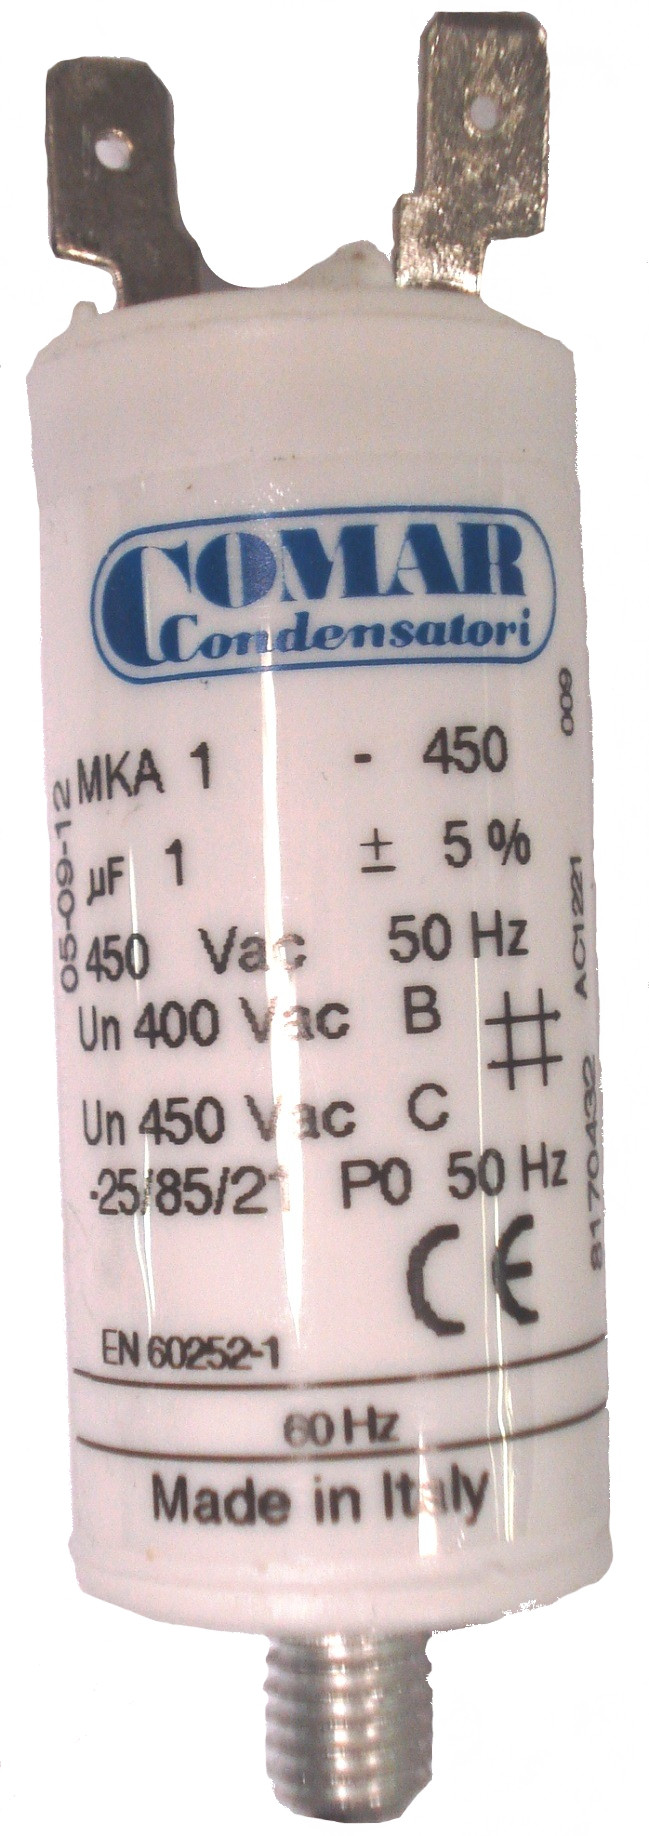 COMAR
Condensatori
MKA 1 - 450
µF 1 ± 5 %
450 Vac 50 Hz
Un 400 Vac B
Un 450 Vac C
-25/85/21 P0 50 Hz
CE
EN 60252-1
60 Hz
Made in Italy
05-09-12
009
AC1221
8170432